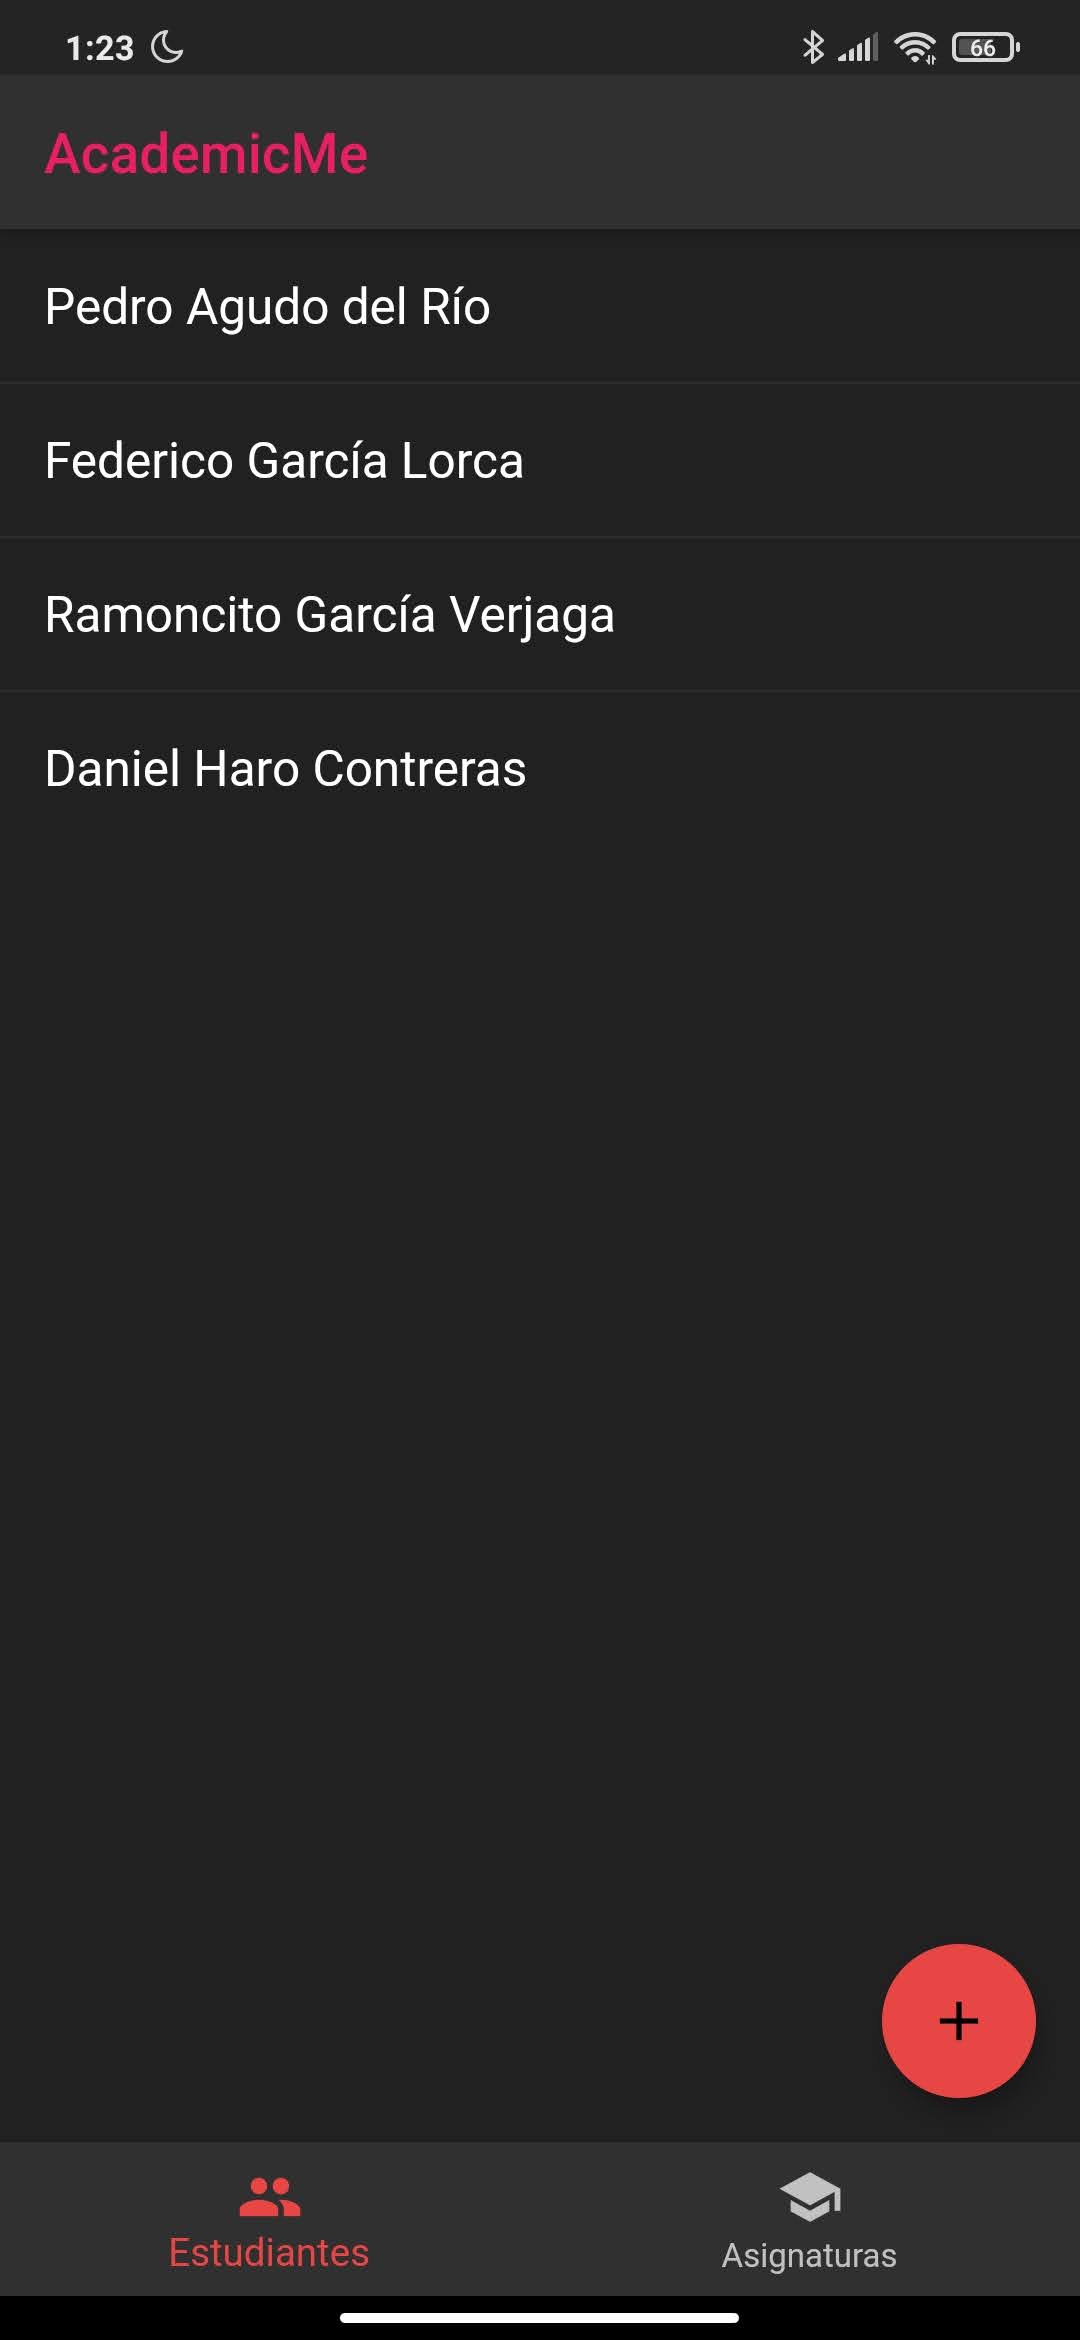 1:23
66
AcademicMe
Pedro Agudo del Río
Federico García Lorca
Ramoncito García Verjaga
Daniel Haro Contreras
Estudiantes
Asignaturas